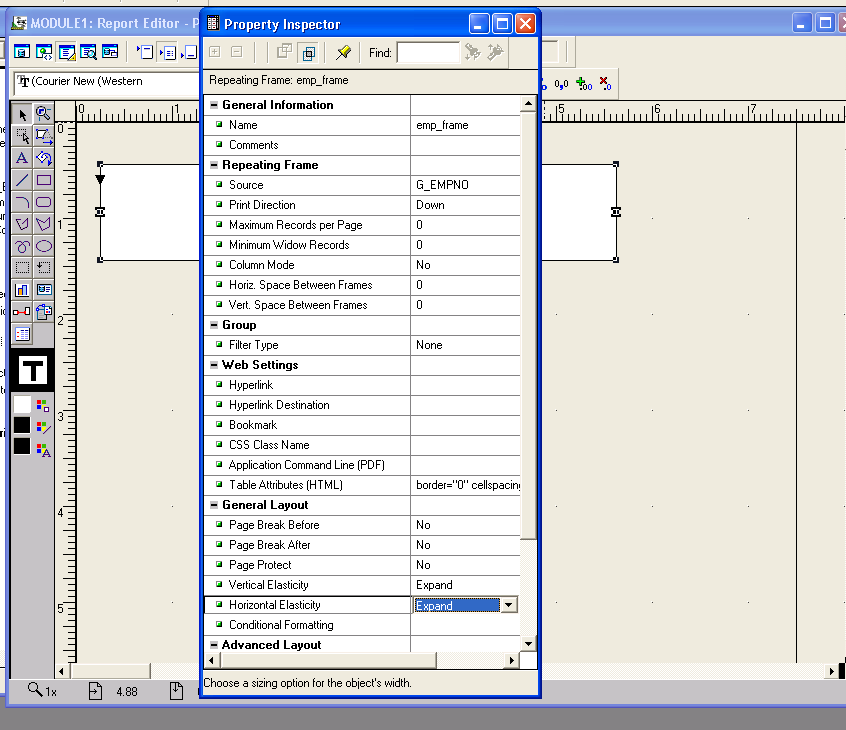 MODULE1: Report Editor - P
Property Inspector
Find:
(Courier New (Western
Repeating Frame: emp_frame
General Information
Name emp_frame
Comments
Repeating Frame
Source G_EMPNO
Print Direction Down
Maximum Records per Page 0
Minimum Widow Records 0
Column Mode No
Horiz. Space Between Frames 0
Vert. Space Between Frames 0
Group
Filter Type None
Web Settings
Hyperlink
Hyperlink Destination
Bookmark
CSS Class Name
Application Command Line (PDF)
Table Attributes (HTML) border="0" cellspacing
General Layout
Page Break Before No
Page Break After No
Page Protect No
Vertical Elasticity Expand
Horizontal Elasticity Expand
Conditional Formatting
Advanced Layout
Choose a sizing option for the object's width.
0 1 5 6 7
0
1
2
3
4
5
T
1x 4.88